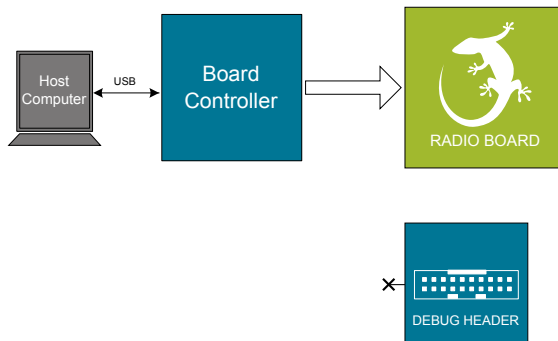 Host
Computer
USB
Board
Controller
RADIO BOARD
DEBUG HEADER